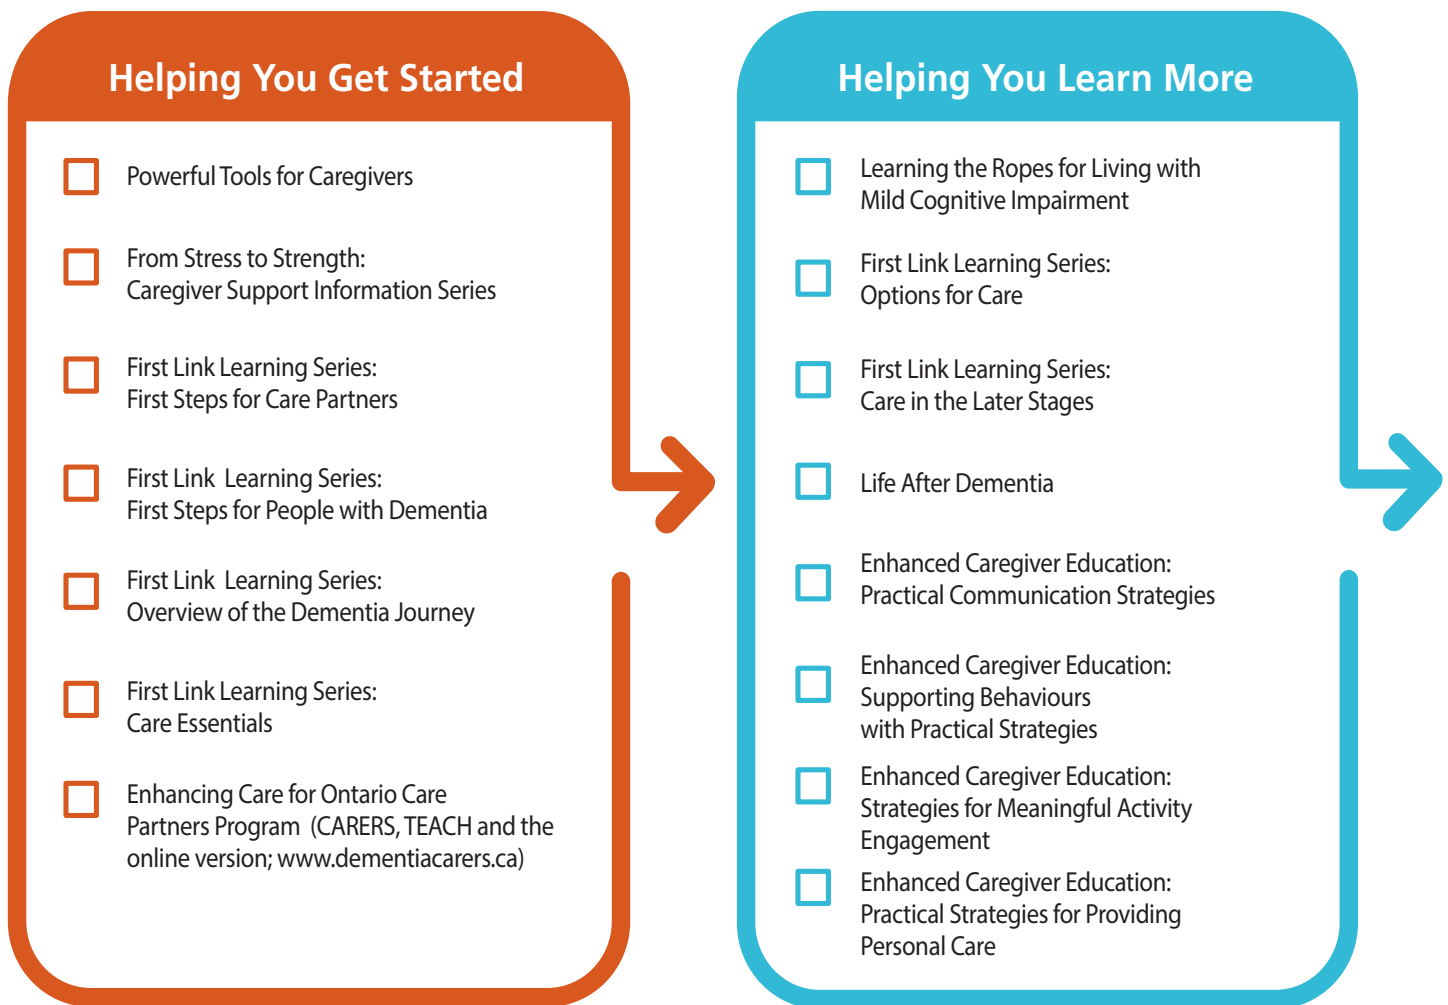 Helping You Get Started
Powerful Tools for Caregivers
From Stress to Strength:
Caregiver Support Information Series
First Link Learning Series:
First Steps for Care Partners
First Link Learning Series:
First Steps for People with Dementia
First Link Learning Series:
Overview of the Dementia Journey
First Link Learning Series:
Care Essentials
Enhancing Care for Ontario Care
Partners Program (CARERS, TEACH and the
online version; www.dementiacarers.ca)
Helping You Learn More
Learning the Ropes for Living with
Mild Cognitive Impairment
First Link Learning Series:
Options for Care
First Link Learning Series:
Care in the Later Stages
Life After Dementia
Enhanced Caregiver Education:
Practical Communication Strategies
Enhanced Caregiver Education:
Supporting Behaviours
with Practical Strategies
Enhanced Caregiver Education:
Strategies for Meaningful Activity
Engagement
Enhanced Caregiver Education:
Practical Strategies for Providing
Personal Care